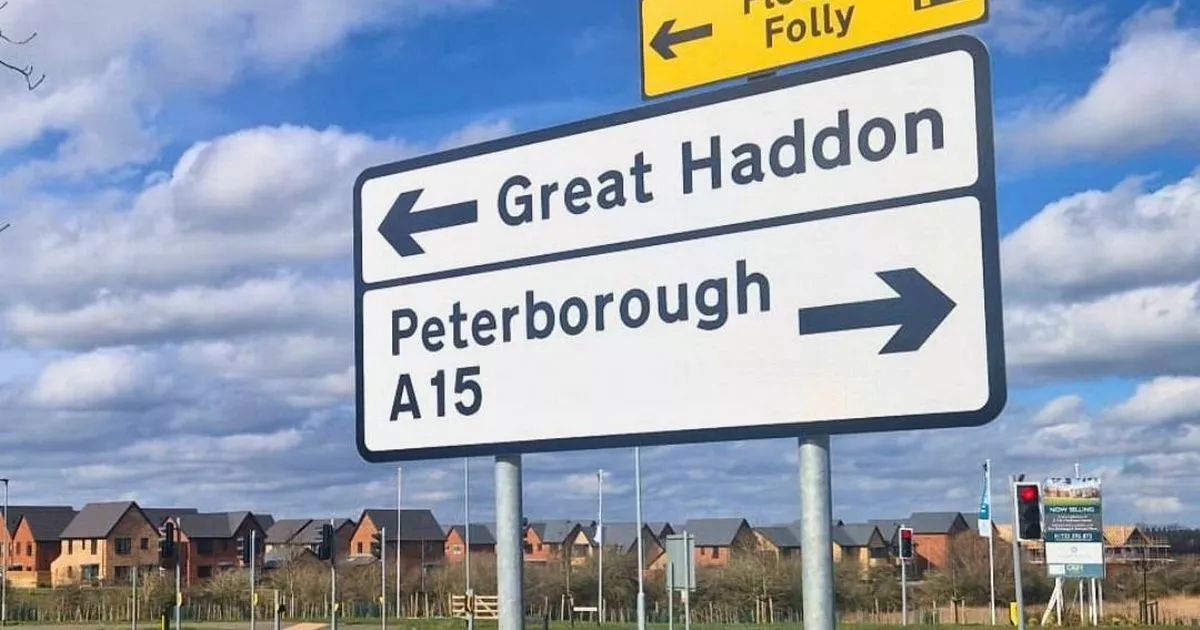 Folly
Great Haddon
Peterborough
A15
NOW SELLING